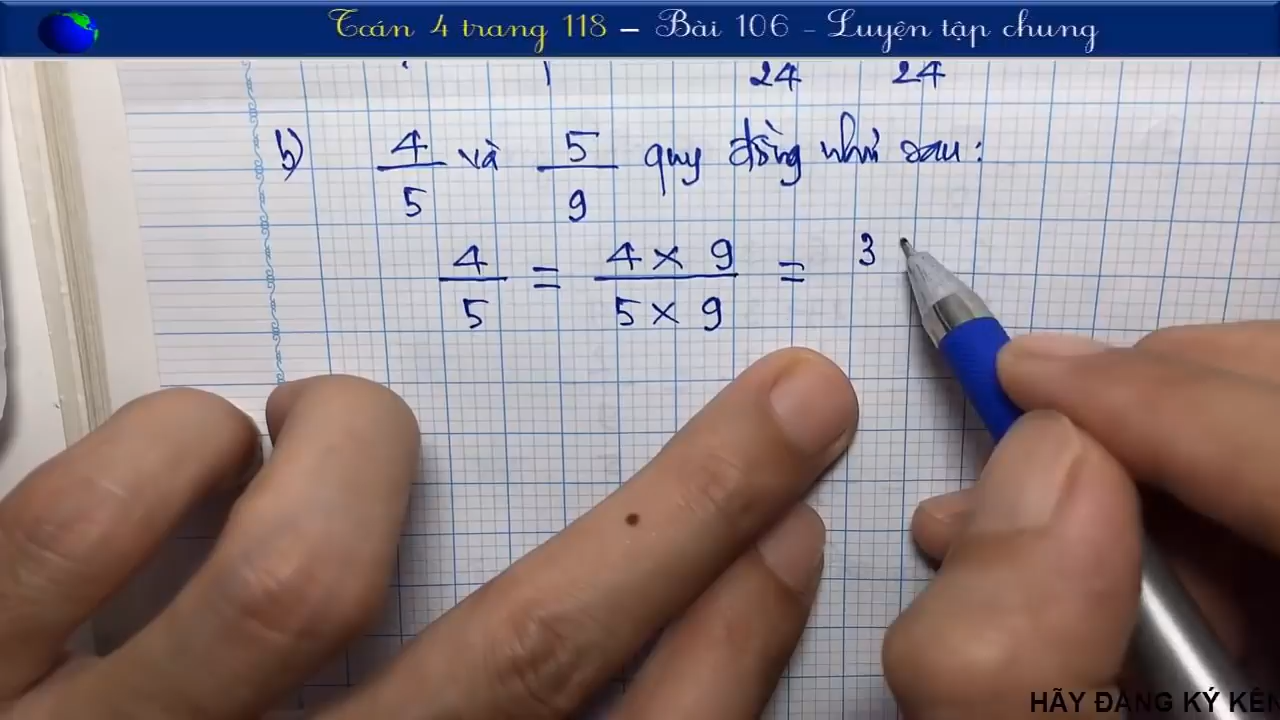 Toán 4 trang 118 – Bài 106 – Luyện tập chung
24 24
b) 4/5 và 5/9 quy đồng như sau:
4/5 = 4 × 9 / 5 × 9 = 3
HÃY ĐĂNG KÝ KÊN